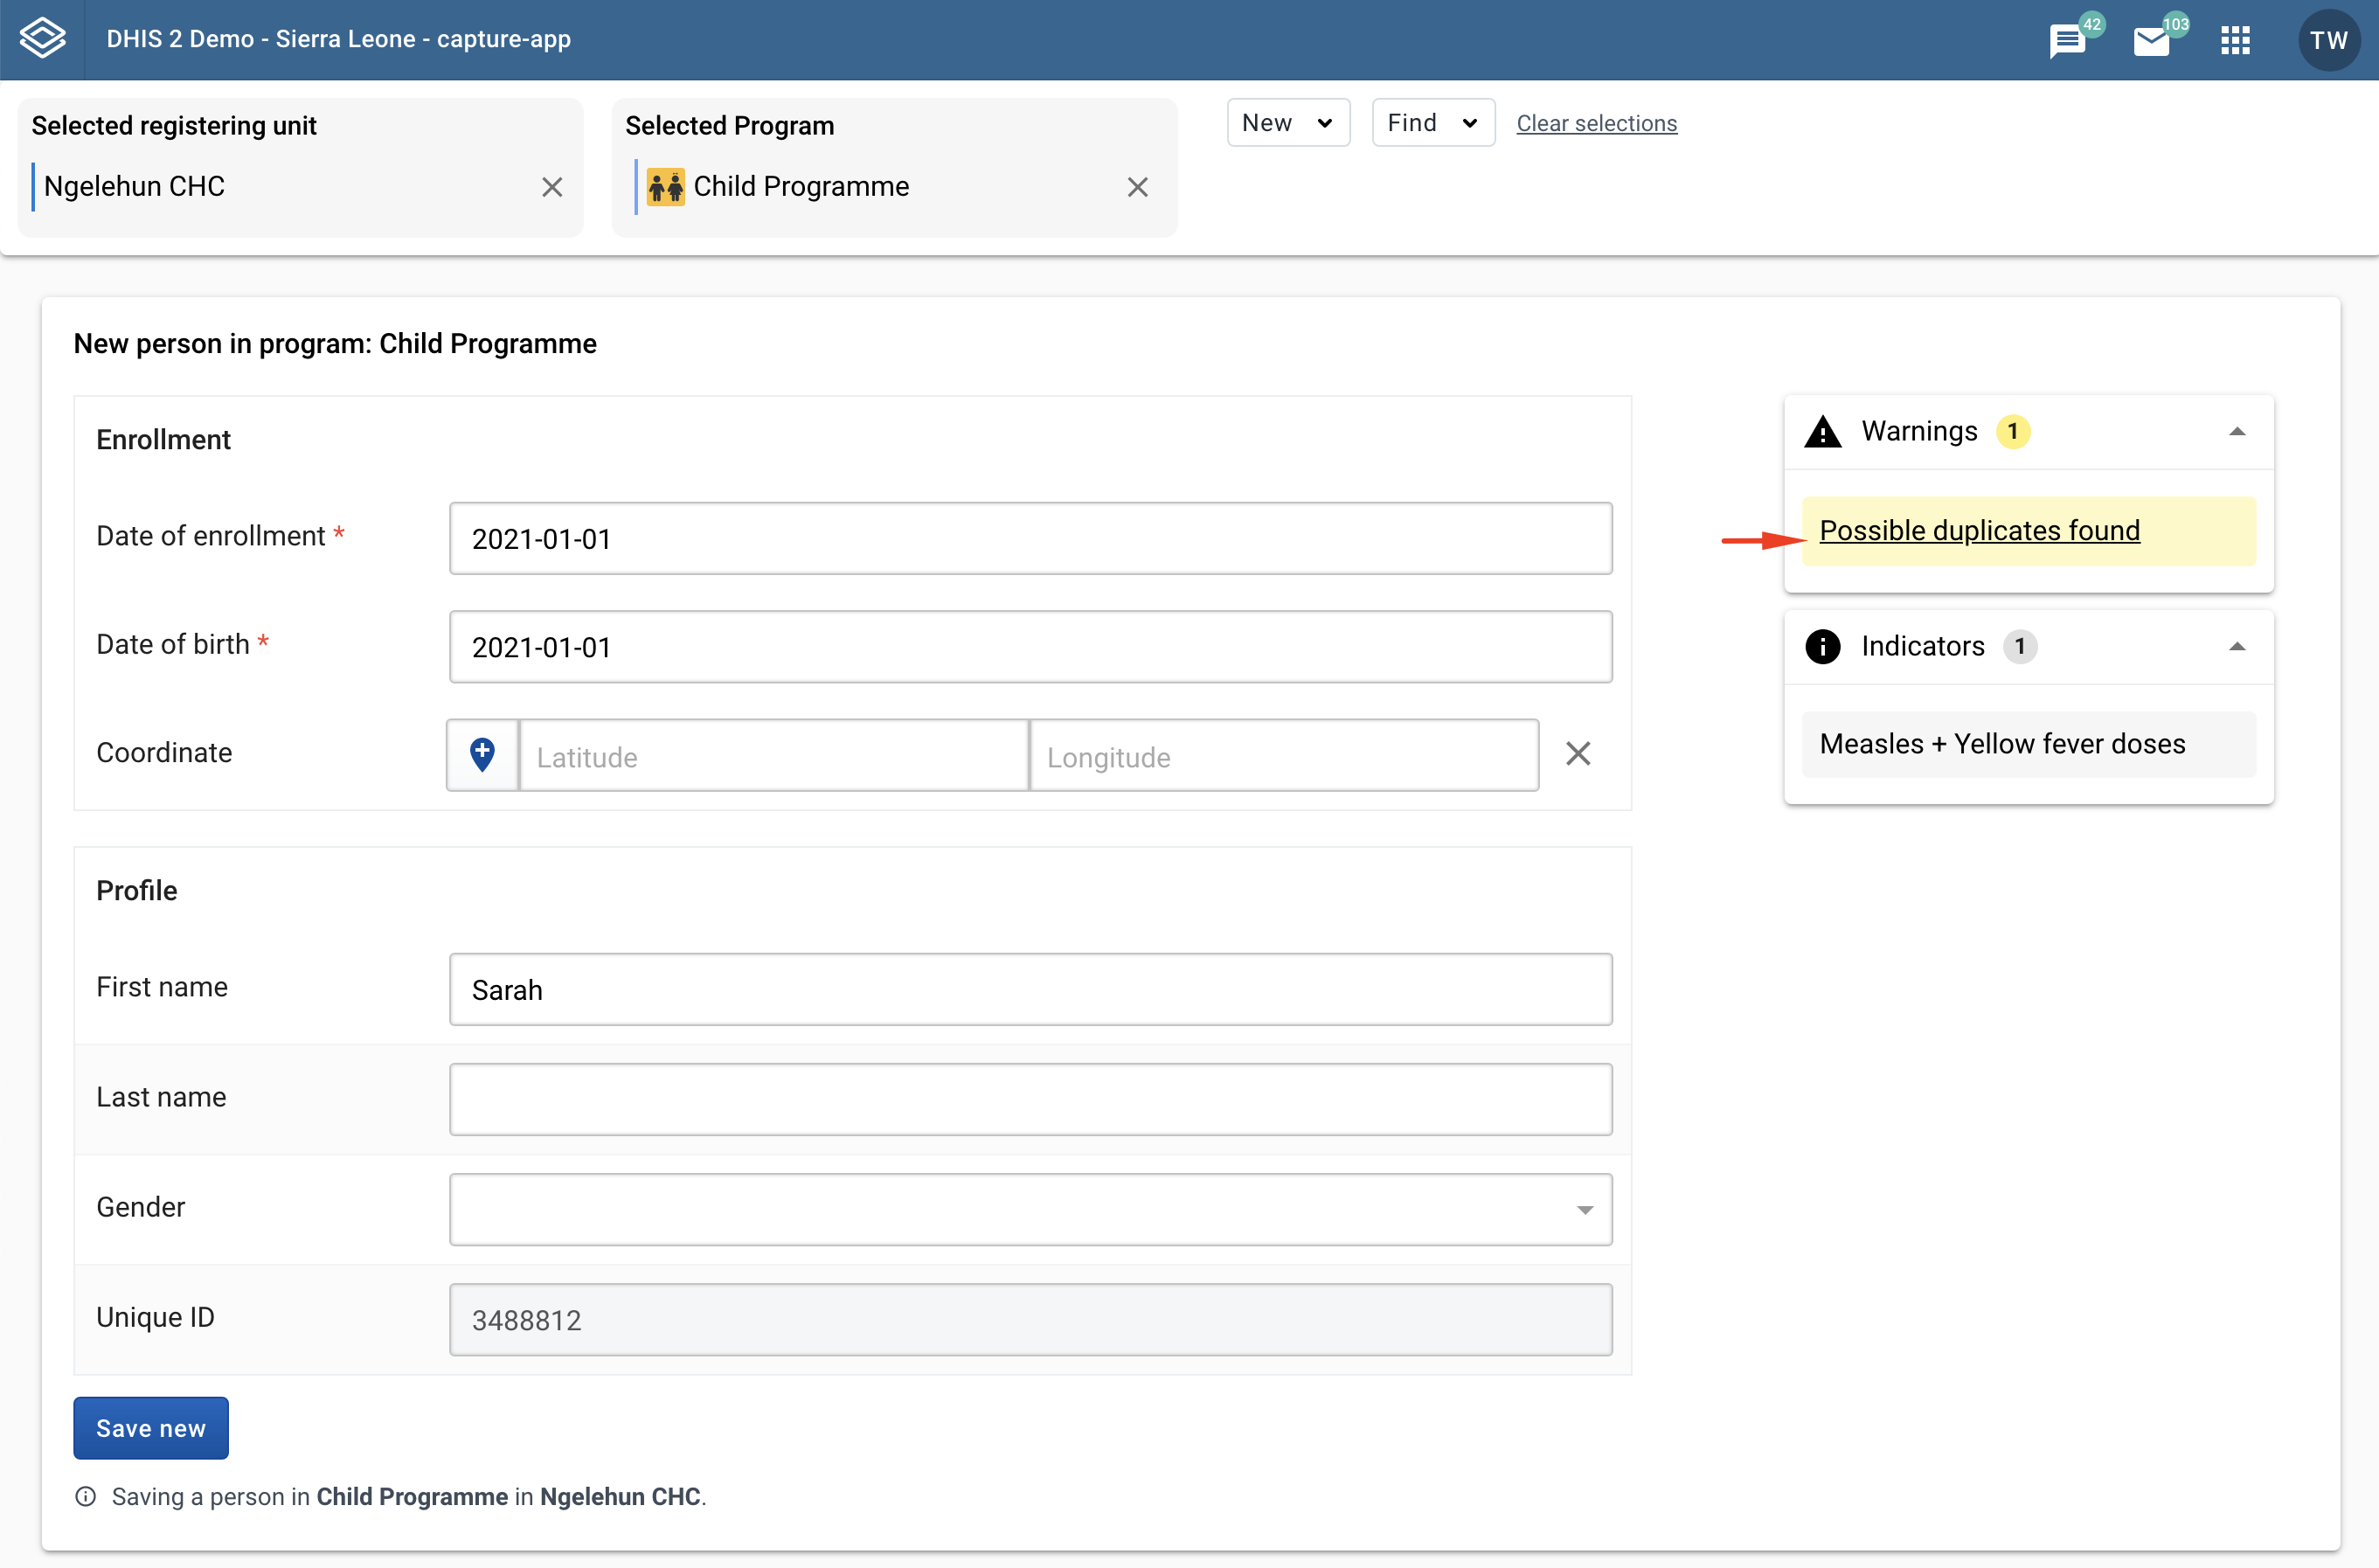 DHIS 2 Demo - Sierra Leone - capture-app
42
103
TW
Selected registering unit
Ngelehun CHC
Selected Program
Child Programme
New
Find
Clear selections
New person in program: Child Programme
Enrollment
Date of enrollment *
2021-01-01
Date of birth *
2021-01-01
Coordinate
Latitude
Longitude
Warnings 1
Possible duplicates found
Indicators 1
Measles + Yellow fever doses
Profile
First name
Sarah
Last name
Gender
Unique ID
3488812
Save new
Saving a person in Child Programme in Ngelehun CHC.